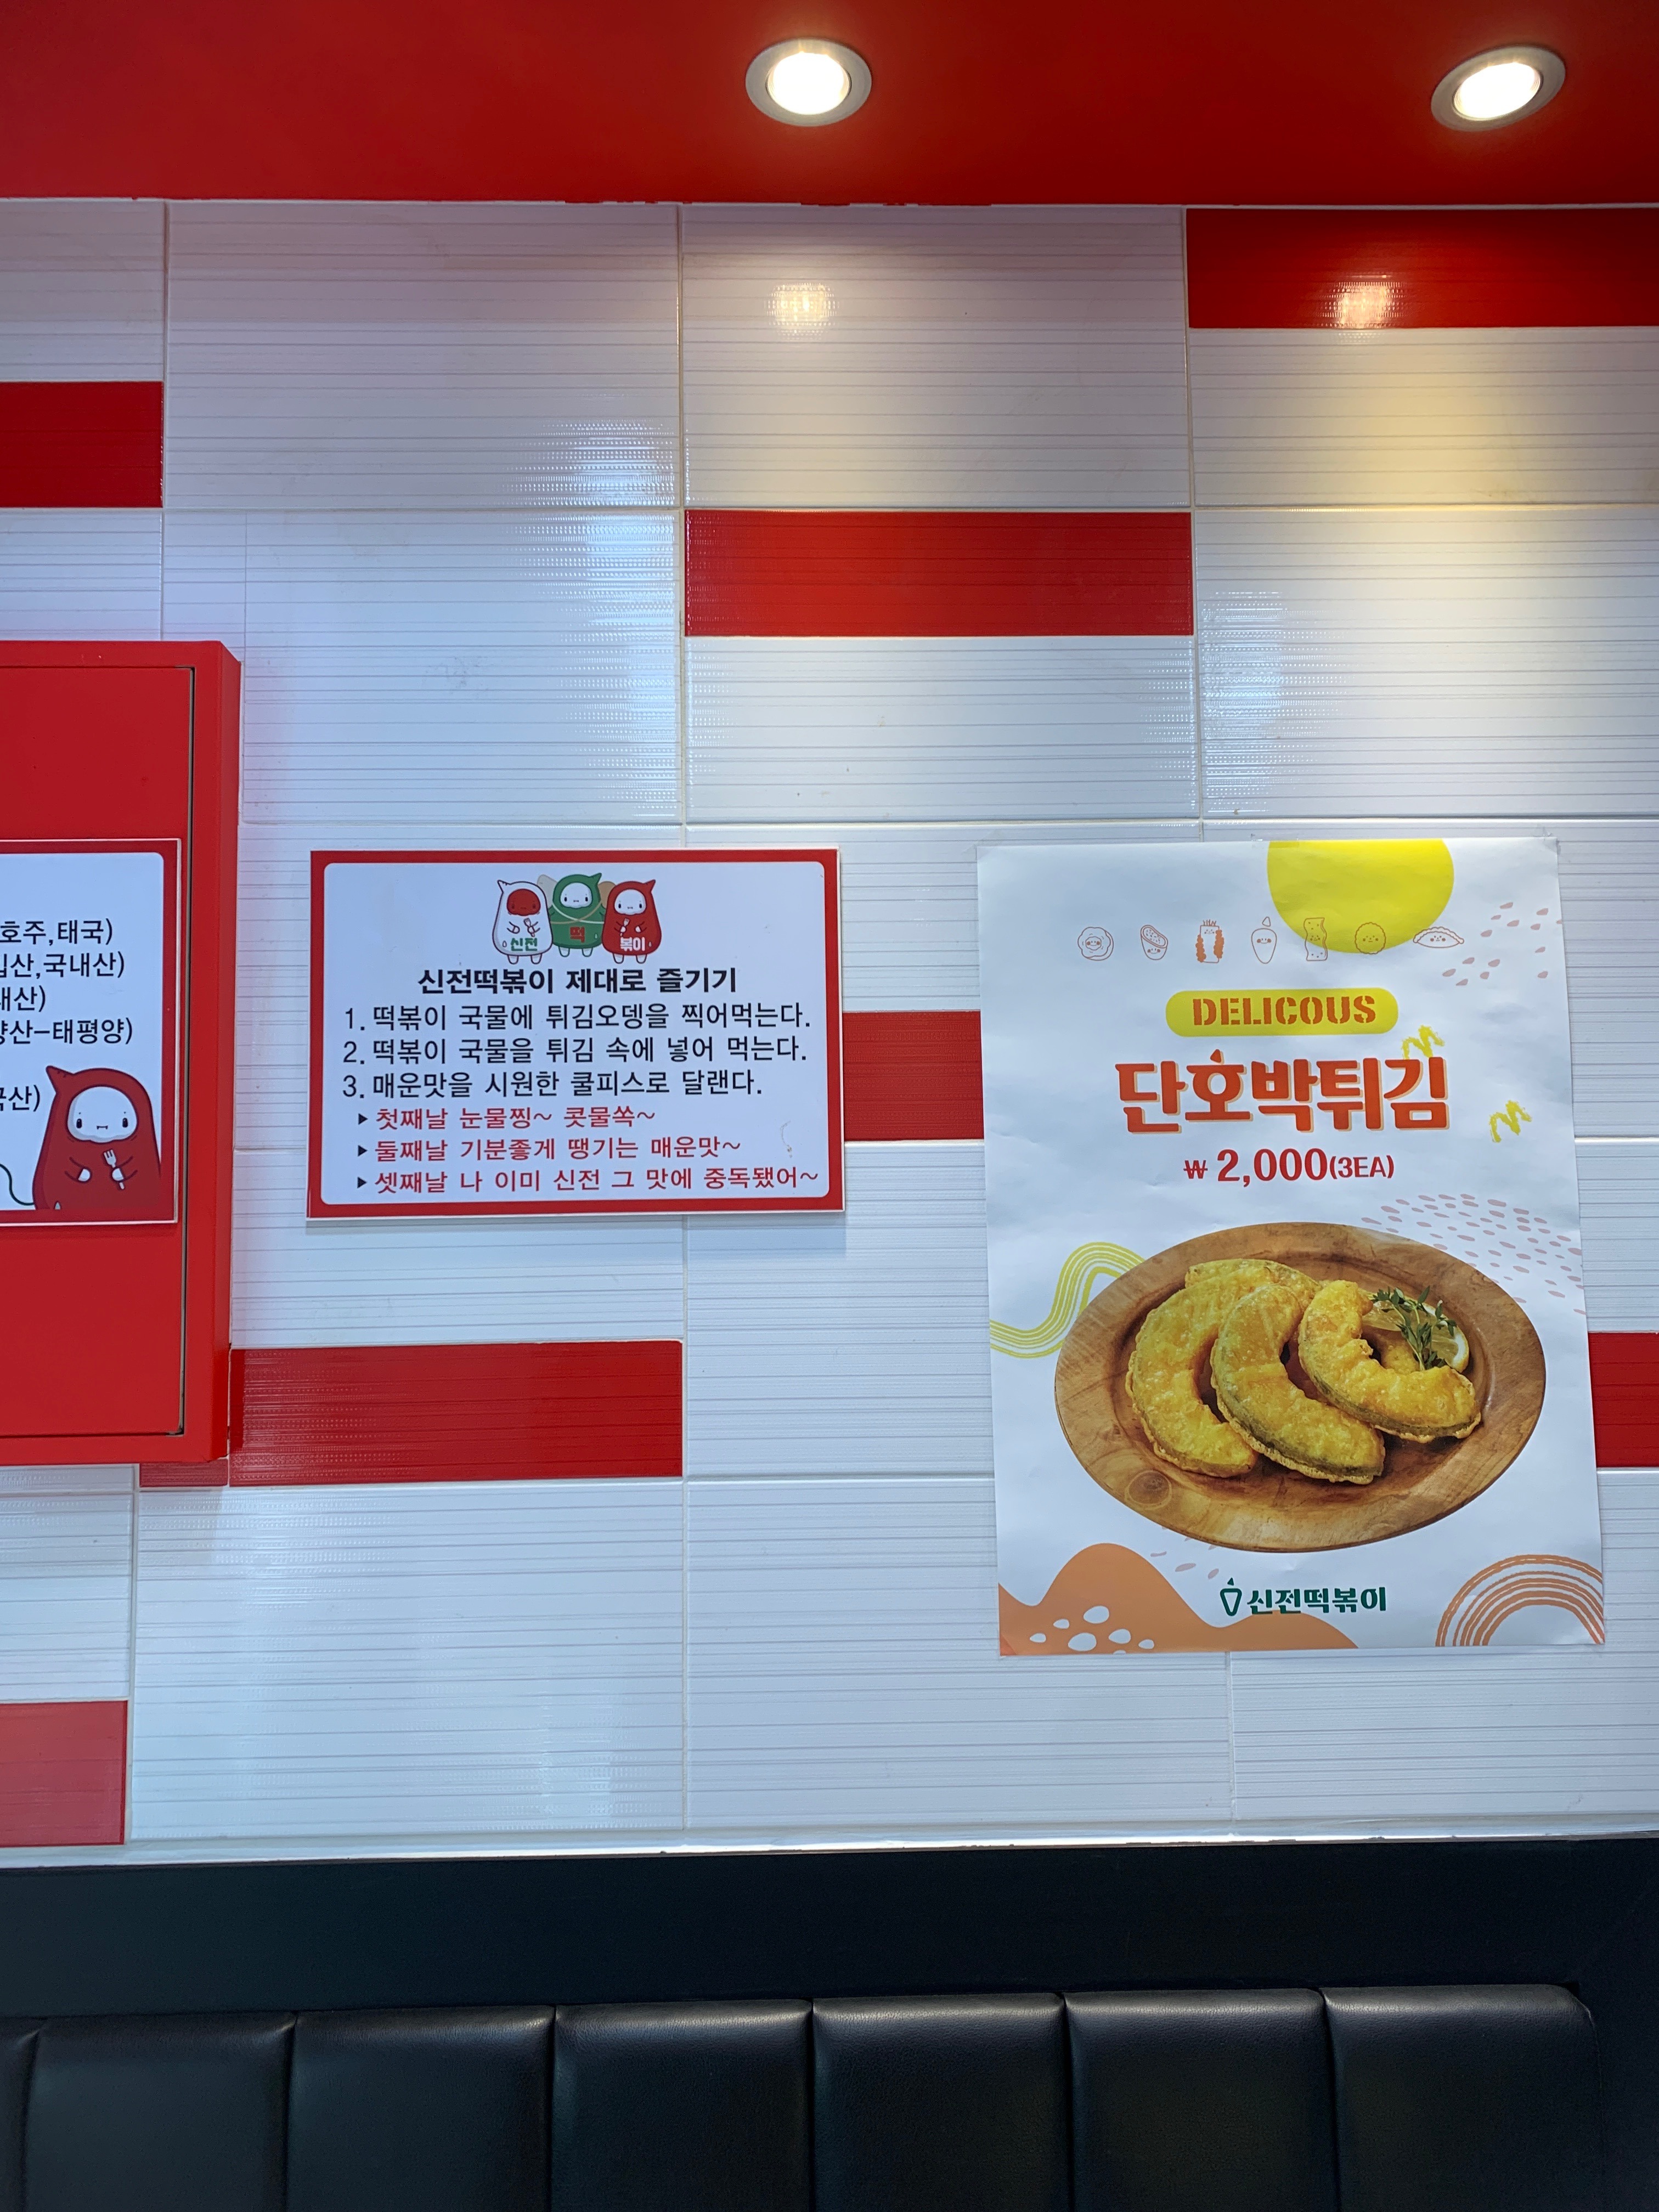 호주,태국)
입산,국내산)
내산)
양산-태평양)
국산)
신전 떡 볶이
신전떡볶이 제대로 즐기기
1. 떡볶이 국물에 튀김오뎅을 찍어먹는다.
2. 떡볶이 국물을 튀김 속에 넣어 먹는다.
3. 매운맛을 시원한 쿨피스로 달랜다.
▶ 첫째날 눈물찡~ 콧물쏙~
▶ 둘째날 기분좋게 땡기는 매운맛~
▶ 셋째날 나 이미 신전 그 맛에 중독됐어~
DELICOUS
단호박튀김
₩ 2,000(3EA)
신전떡볶이